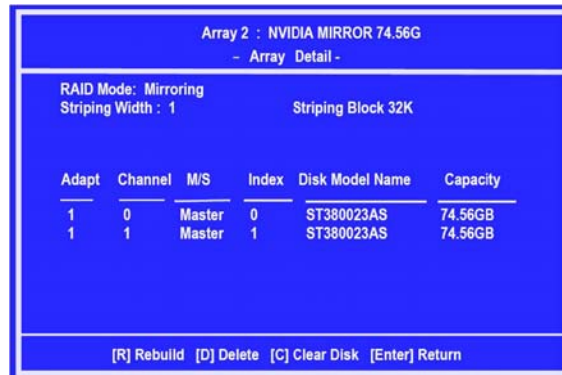 Array 2 : NVIDIA MIRROR 74.56G
– Array Detail -
RAID Mode: Mirroring
Striping Width : 1 Striping Block 32K
Adapt Channel M/S Index Disk Model Name Capacity
1 0 Master 0 ST380023AS 74.56GB
1 1 Master 1 ST380023AS 74.56GB
[R] Rebuild [D] Delete [C] Clear Disk [Enter] Return